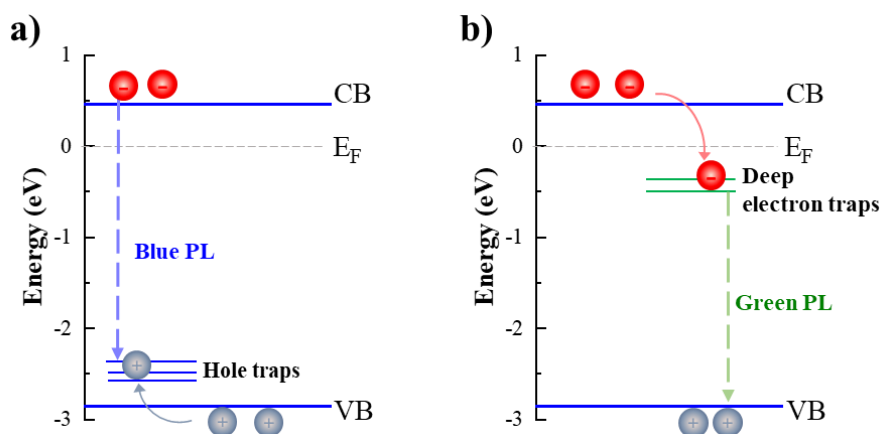 a)
Energy (eV)
1
0
-1
-2
-3
CB
E_F
Blue PL
Hole traps
VB
b)
Energy (eV)
1
0
-1
-2
-3
CB
E_F
Deep
electron traps
Green PL
VB